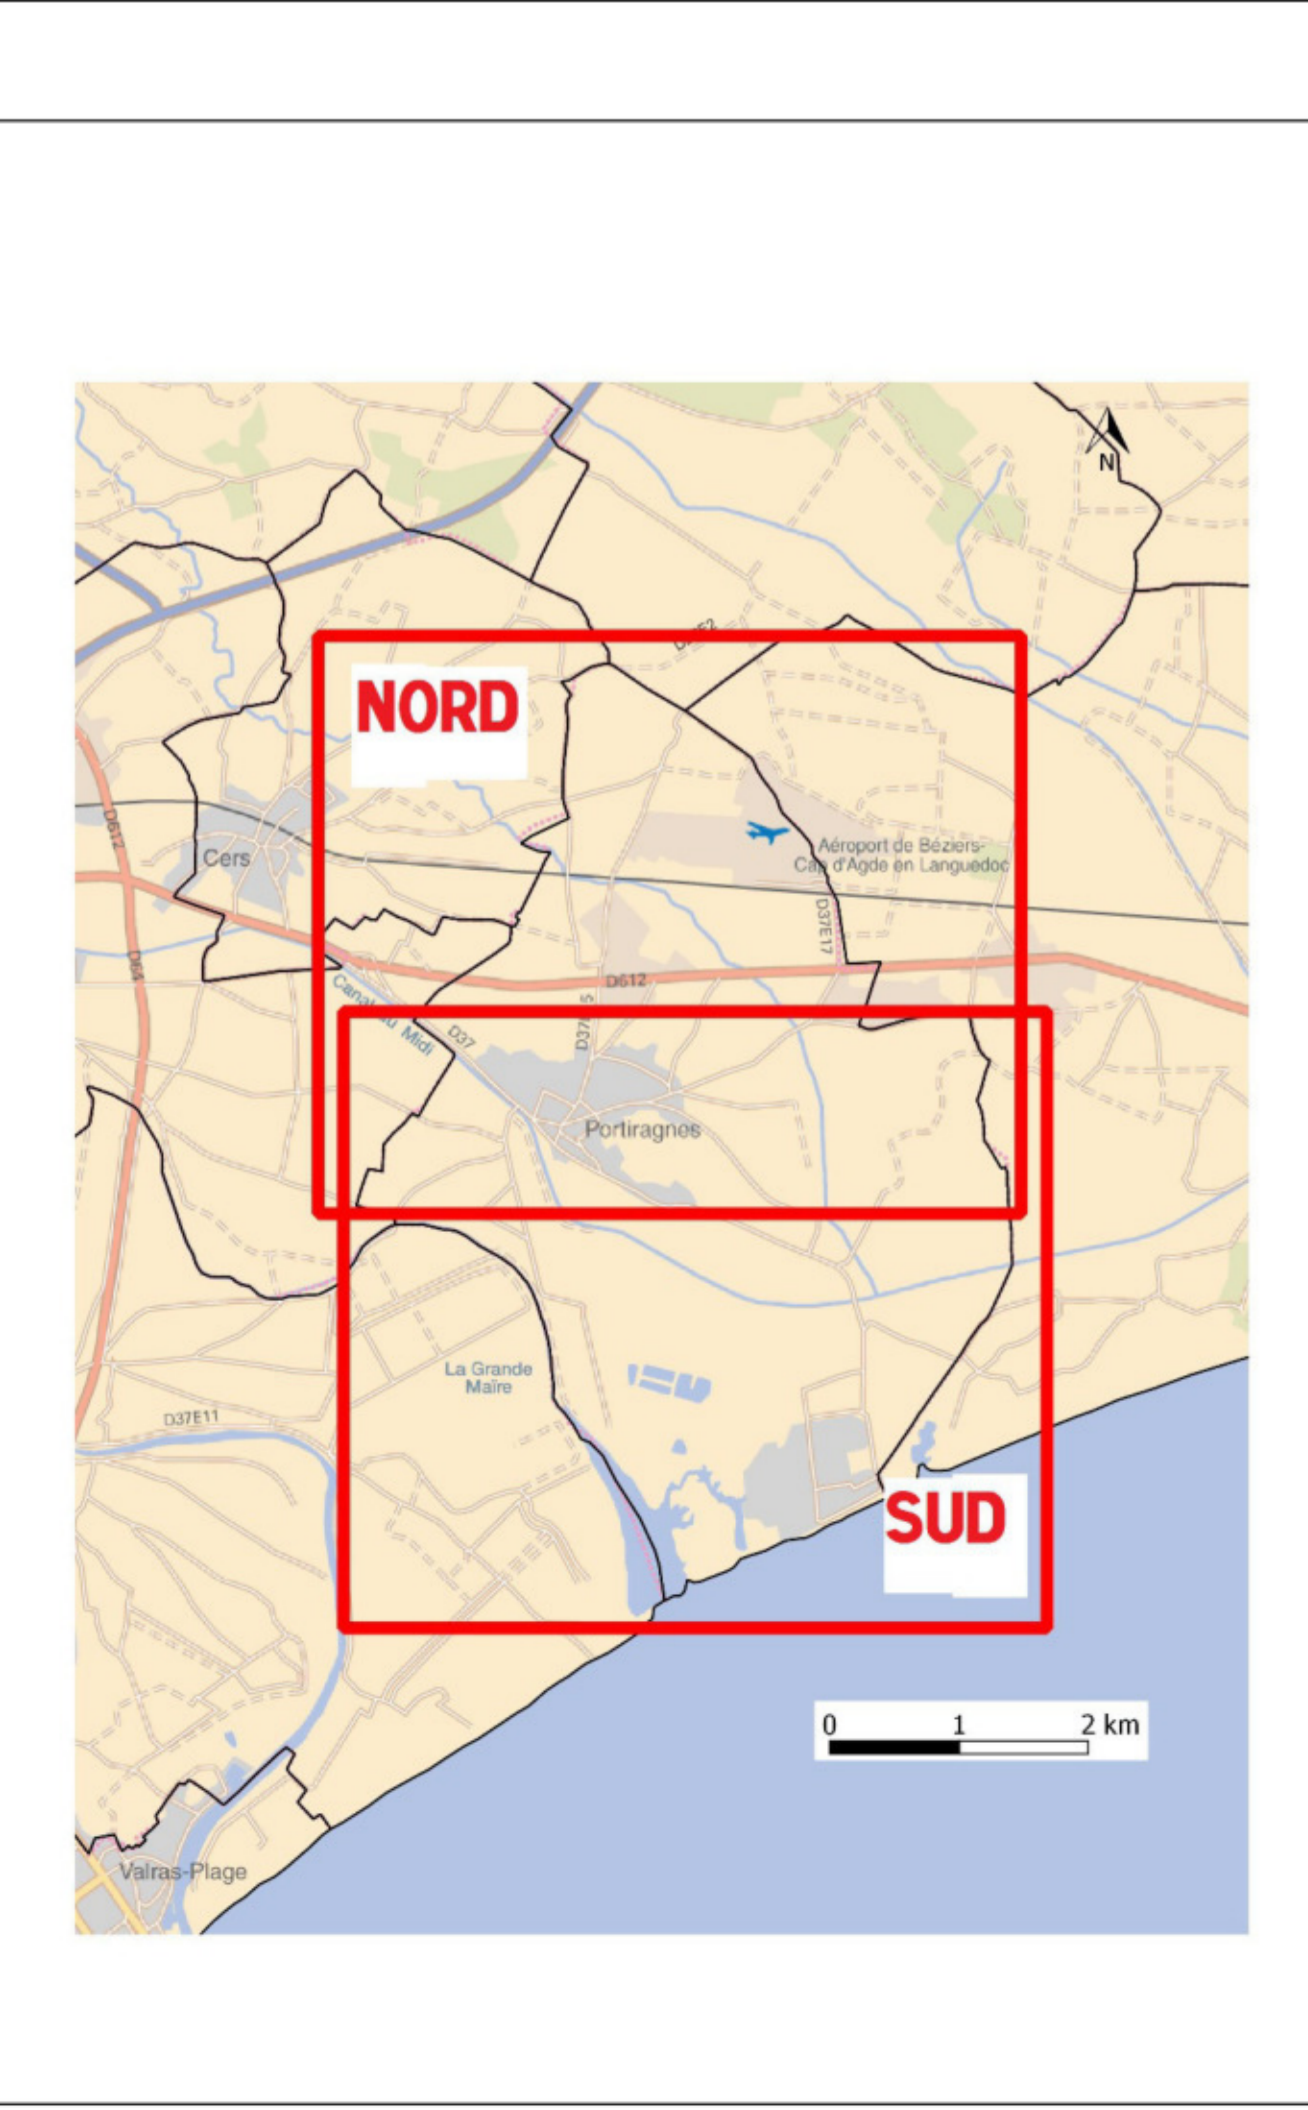 N
NORD
Aéroport de Béziers-
Cap d'Agde en Languedoc
D612
Cers
D37E17
D64
D612
Canal du Midi
D37
Portiragnes
La Grande
Maïre
D37E11
SUD
0 1 2 km
Valras-Plage